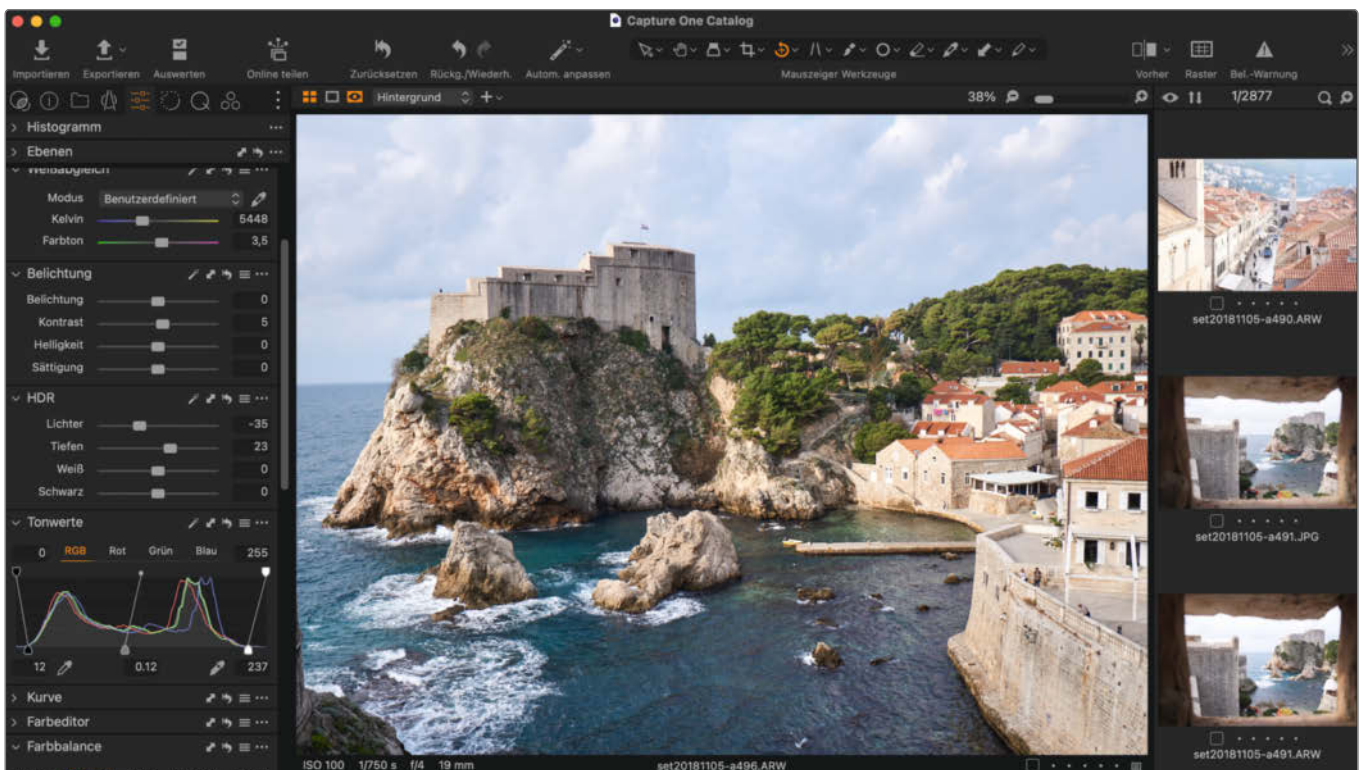 Capture One Catalog
Importieren Exportieren Auswerten Online teilen Zurücksetzen Rückg./Wiederh. Autom. anpassen Mauszeiger Werkzeuge Vorher Raster Bel.-Warnung
Hintergrund 38% 1/2877
Histogramm
Ebenen
Weißabgleich
Modus Benutzerdefiniert
Kelvin 5448
Farbton 3,5
Belichtung
Belichtung 0
Kontrast 5
Helligkeit 0
Sättigung 0
HDR
Lichter -35
Tiefen 23
Weiß 0
Schwarz 0
Tonwerte
0 RGB Rot Grün Blau 255
12 0.12 237
Kurve
Farbeditor
Farbbalance
ISO 100 1/750 s f/4 19 mm set20181105-a496.ARW
set20181105-a490.ARW
set20181105-a491.JPG
set20181105-a491.ARW